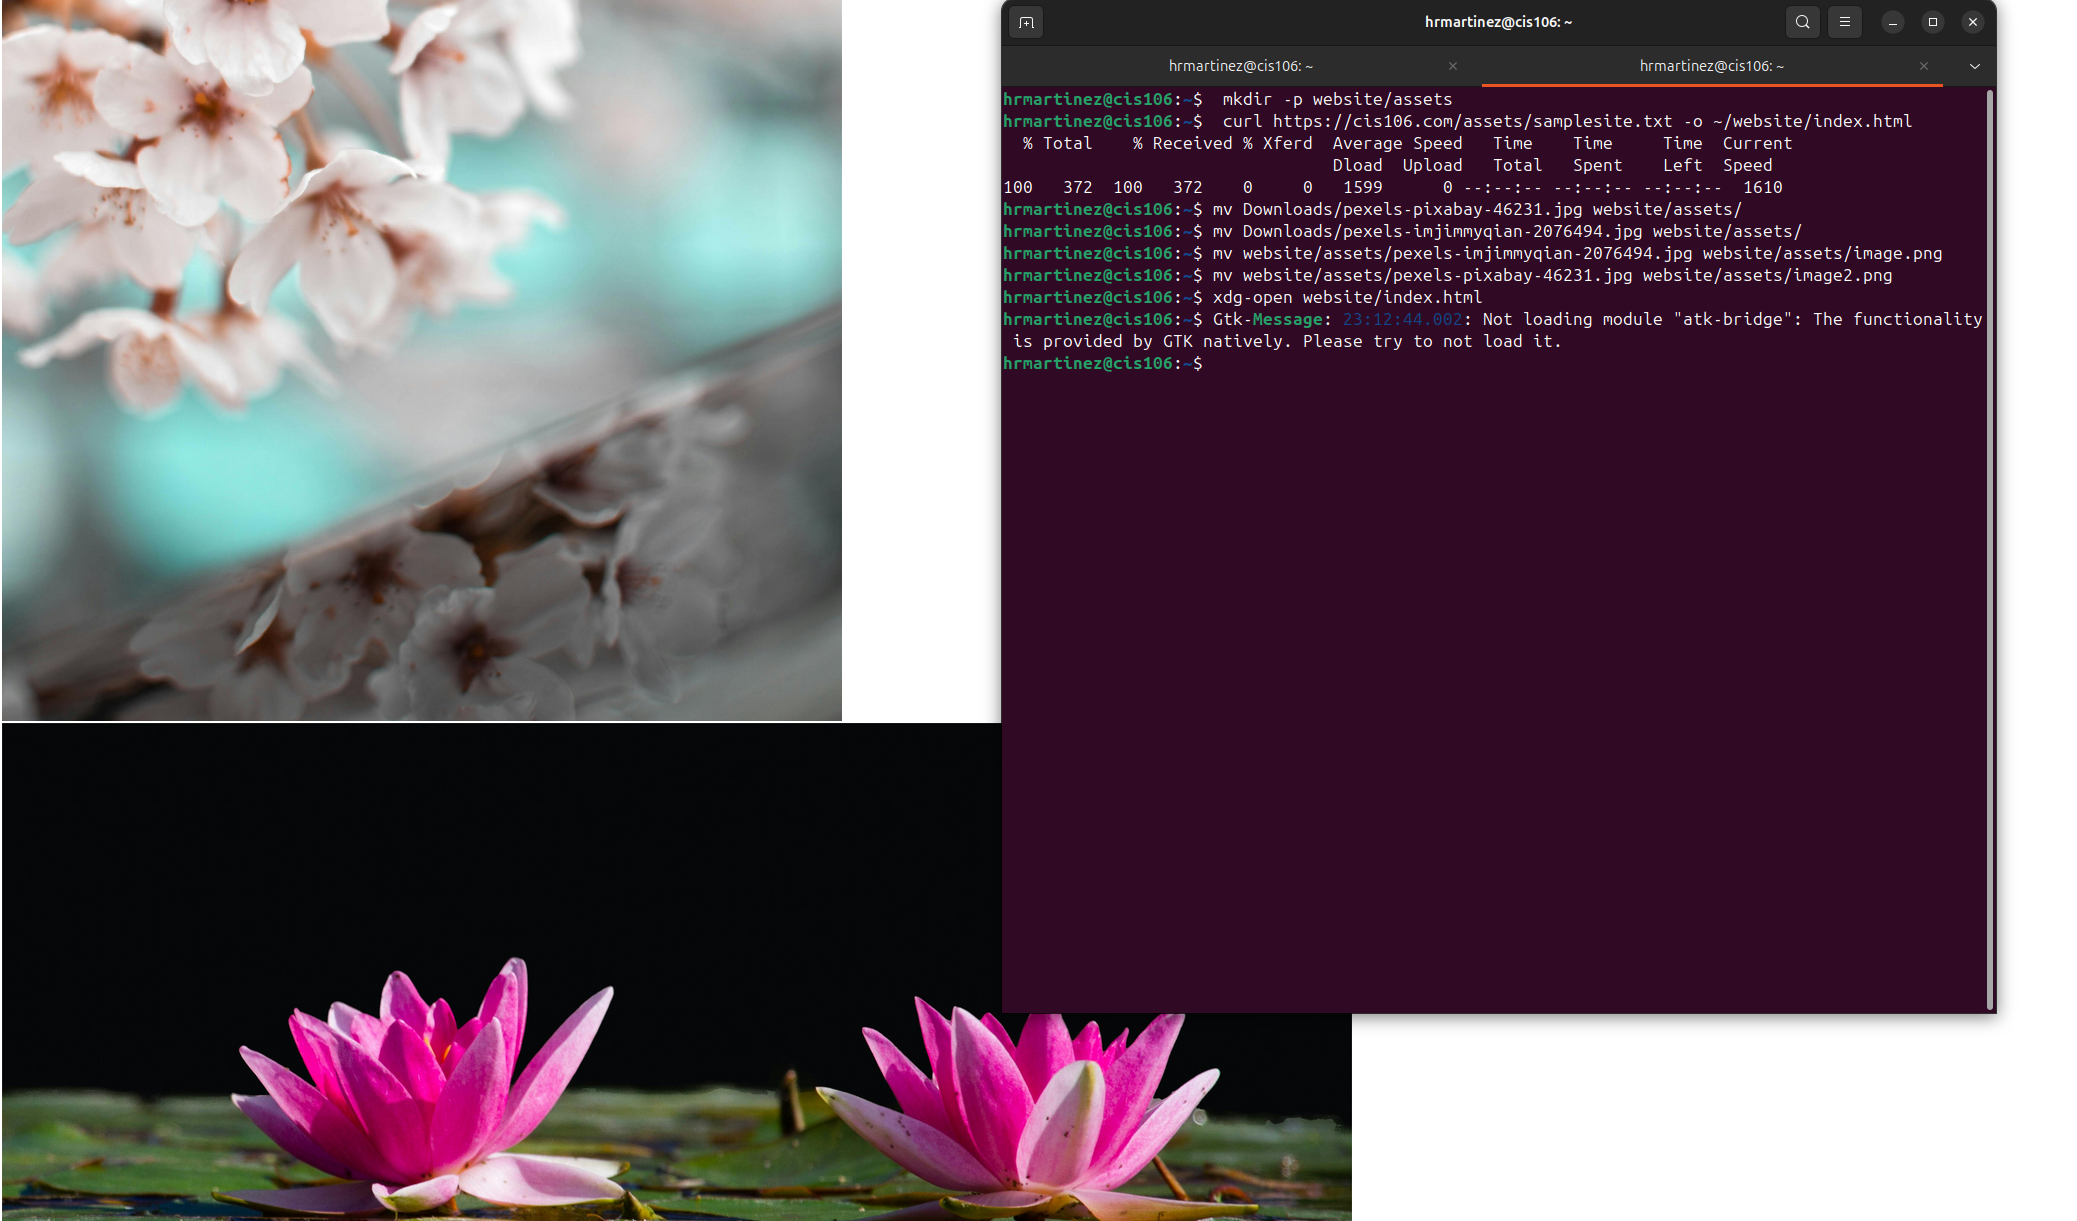 hrmartinez@cis106: ~
hrmartinez@cis106: ~ hrmartinez@cis106: ~
hrmartinez@cis106:~$  mkdir -p website/assets
hrmartinez@cis106:~$  curl https://cis106.com/assets/samplesite.txt -o ~/website/index.html
  % Total    % Received % Xferd  Average Speed   Time    Time     Time  Current
                                 Dload  Upload   Total   Spent    Left  Speed
100   372  100   372    0     0   1599      0 --:--:-- --:--:-- --:--:--  1610
hrmartinez@cis106:~$ mv Downloads/pexels-pixabay-46231.jpg website/assets/
hrmartinez@cis106:~$ mv Downloads/pexels-imjimmyqian-2076494.jpg website/assets/
hrmartinez@cis106:~$ mv website/assets/pexels-imjimmyqian-2076494.jpg website/assets/image.png
hrmartinez@cis106:~$ mv website/assets/pexels-pixabay-46231.jpg website/assets/image2.png
hrmartinez@cis106:~$ xdg-open website/index.html
hrmartinez@cis106:~$ Gtk-Message: 23:12:44.002: Not loading module "atk-bridge": The functionality
 is provided by GTK natively. Please try to not load it.
hrmartinez@cis106:~$